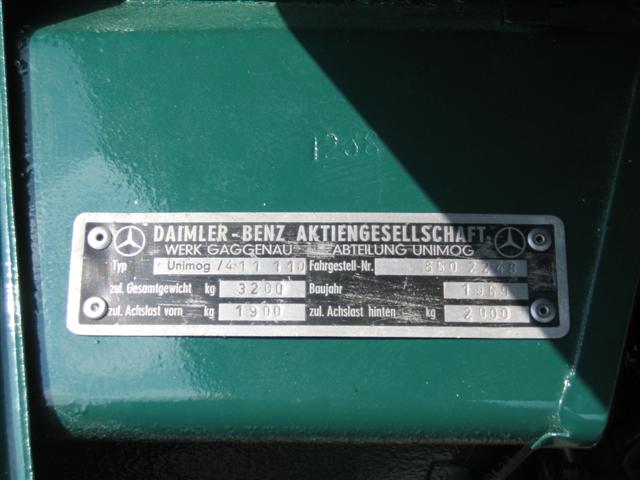 1238
DAIMLER-BENZ AKTIENGESELLSCHAFT
WERK GAGGENAU ABTEILUNG UNIMOG
Typ Unimog /411 110 Fahrgestell-Nr.
zul. Gesamtgewicht kg 3200 Baujahr
zul. Achslast vorn kg 1900 zul. Achslast hinten kg 2000